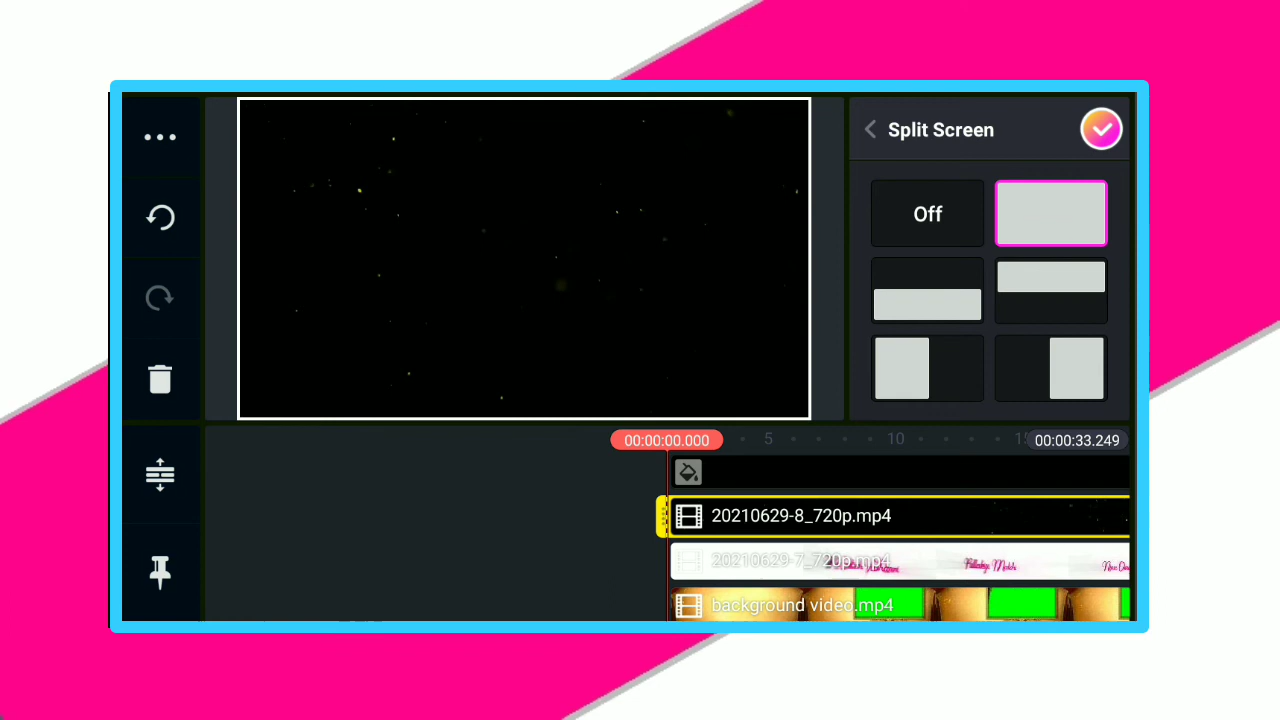 Split Screen
Off
00:00:00.000
5
10
00:00:33.249
20210629-8_720p.mp4
20210629-7_720p.mp4
background video.mp4